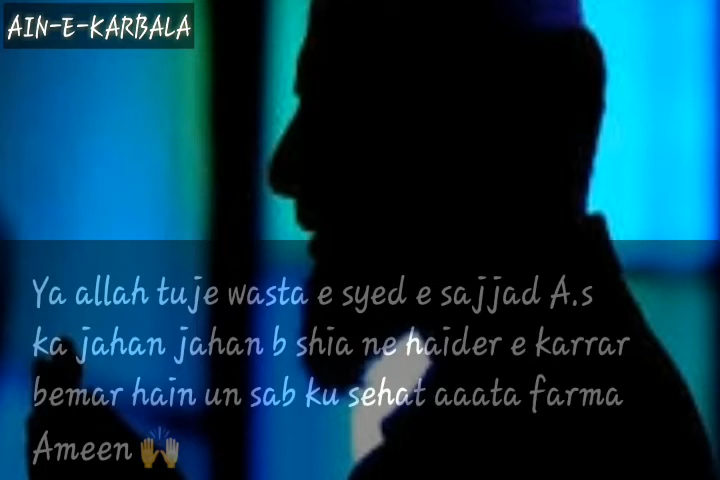 AIN-E-KARBALA
Ya allah tuje wasta e syed e sajjad A.s
ka jahan jahan b shia ne haider e karrar
bemar hain un sab ku sehat aaata farma
Ameen 🙌